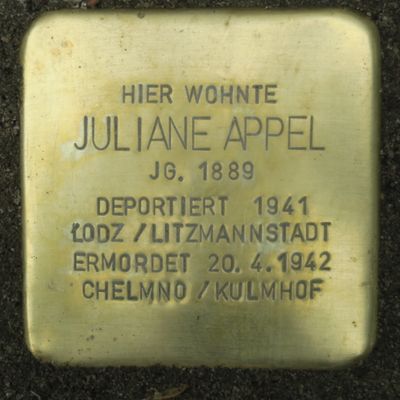 HIER WOHNTE
JULIANE APPEL
JG. 1889
DEPORTIERT 1941
ŁODZ / LITZMANNSTADT
ERMORDET 20.4.1942
CHELMNO / KULMHOF